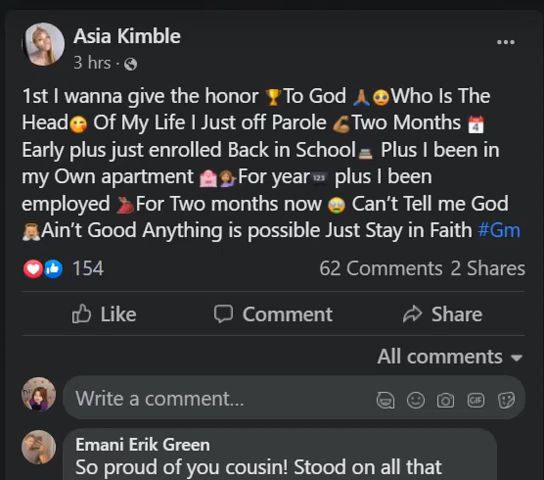 Asia Kimble
3 hrs ·
1st I wanna give the honor 🏆To God 🙏🏽🥹Who Is The
Head😋 Of My Life I Just off Parole 💪🏽Two Months 📅
Early plus just enrolled Back in School📚 Plus I been in
my Own apartment 🏩💁🏽‍♀️For year📟 plus I been
employed 💃🏽For Two months now 😌 Can’t Tell me God
🙇🏽‍♀️Ain’t Good Anything is possible Just Stay in Faith #Gm
154
62 Comments 2 Shares
Like
Comment
Share
All comments
Write a comment...
GIF
Emani Erik Green
So proud of you cousin! Stood on all that